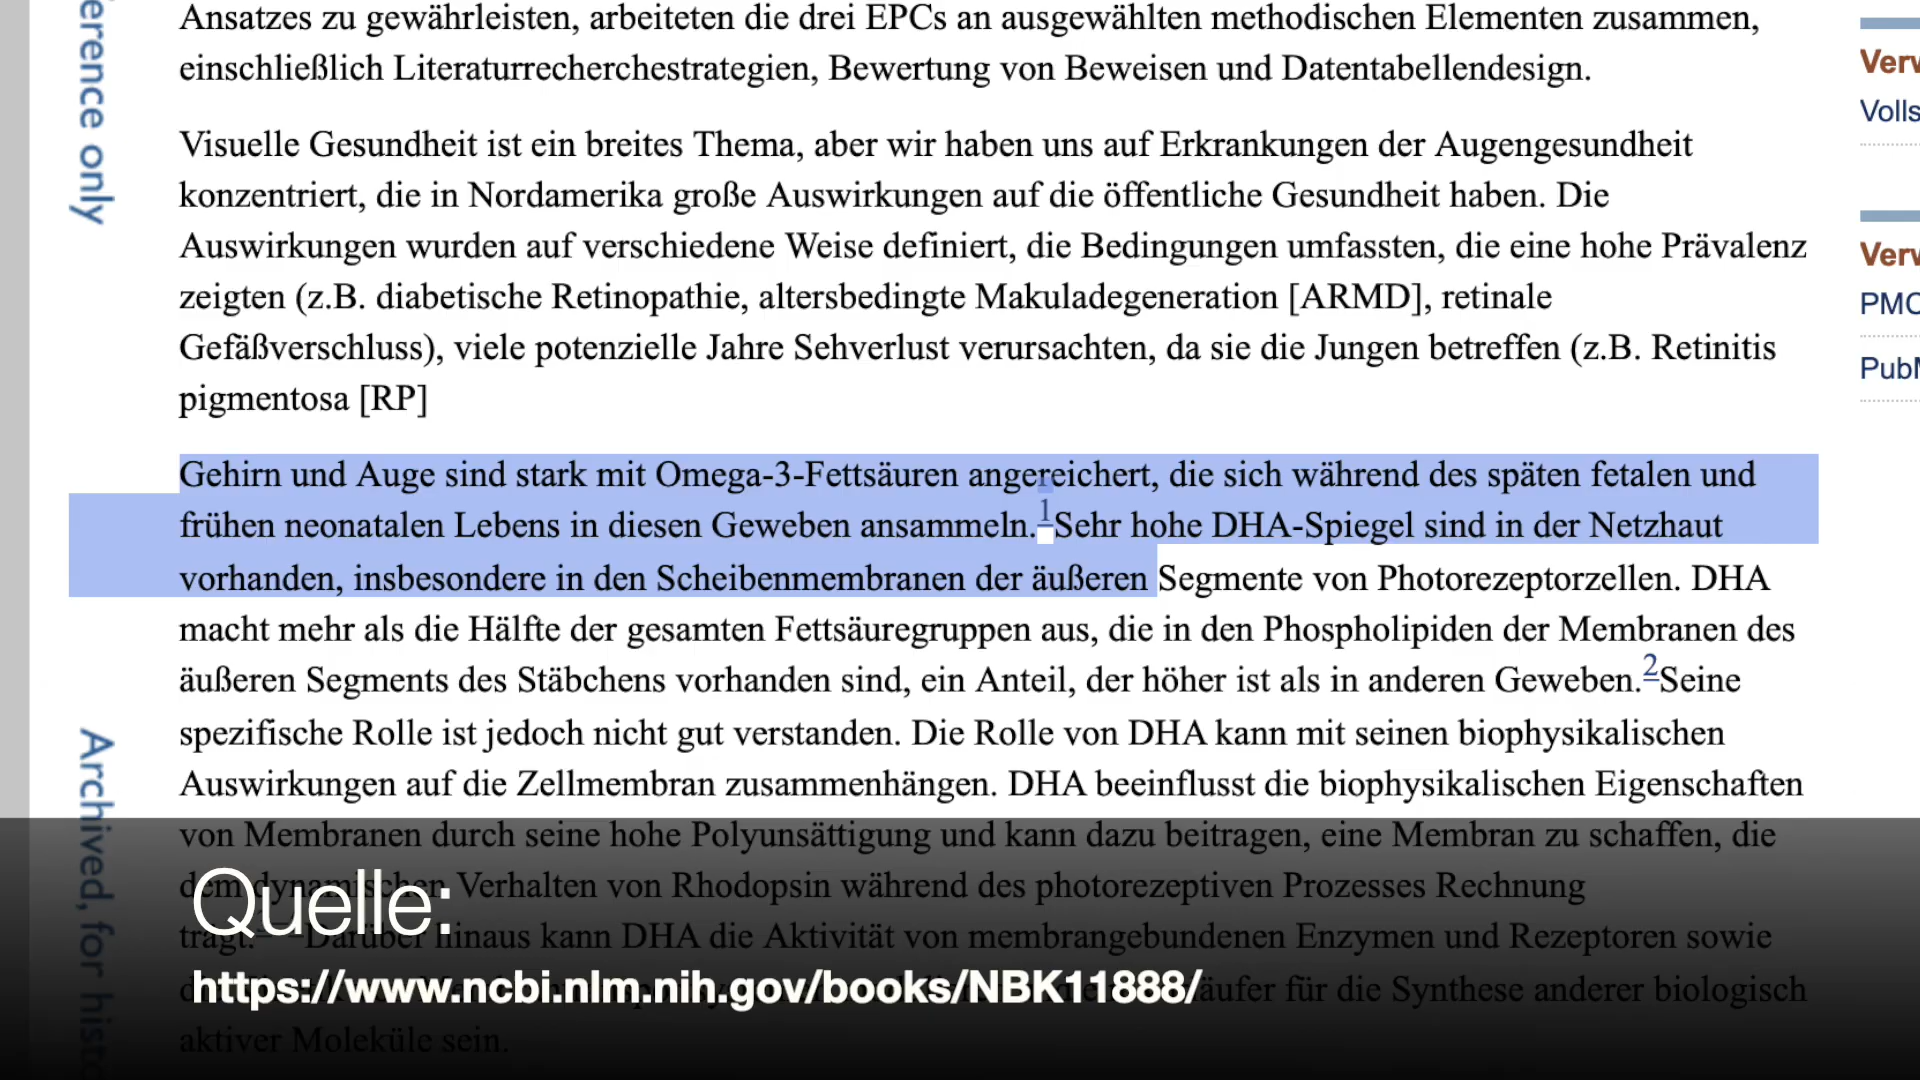 Ansatzes zu gewährleisten, arbeiteten die drei EPCs an ausgewählten methodischen Elementen zusammen,
einschließlich Literaturrecherchestrategien, Bewertung von Beweisen und Datentabellendesign.
Visuelle Gesundheit ist ein breites Thema, aber wir haben uns auf Erkrankungen der Augengesundheit
konzentriert, die in Nordamerika große Auswirkungen auf die öffentliche Gesundheit haben. Die
Auswirkungen wurden auf verschiedene Weise definiert, die Bedingungen umfassten, die eine hohe Prävalenz
zeigten (z.B. diabetische Retinopathie, altersbedingte Makuladegeneration [ARMD], retinale
Gefäßverschluss), viele potenzielle Jahre Sehverlust verursachten, da sie die Jungen betreffen (z.B. Retinitis
pigmentosa [RP]
Gehirn und Auge sind stark mit Omega-3-Fettsäuren angereichert, die sich während des späten fetalen und
frühen neonatalen Lebens in diesen Geweben ansammeln.1Sehr hohe DHA-Spiegel sind in der Netzhaut
vorhanden, insbesondere in den Scheibenmembranen der äußeren Segmente von Photorezeptorzellen. DHA
macht mehr als die Hälfte der gesamten Fettsäuregruppen aus, die in den Phospholipiden der Membranen des
äußeren Segments des Stäbchens vorhanden sind, ein Anteil, der höher ist als in anderen Geweben.2Seine
spezifische Rolle ist jedoch nicht gut verstanden. Die Rolle von DHA kann mit seinen biophysikalischen
Auswirkungen auf die Zellmembran zusammenhängen. DHA beeinflusst die biophysikalischen Eigenschaften
von Membranen durch seine hohe Polyunsättigung und kann dazu beitragen, eine Membran zu schaffen, die
dem dynamischen Verhalten von Rhodopsin während des photorezeptiven Prozesses Rechnung
trägt. Darüber hinaus kann DHA die Aktivität von membrangebundenen Enzymen und Rezeptoren sowie
äufer für die Synthese anderer biologisch
aktiver Moleküle sein.
Quelle:
https://www.ncbi.nlm.nih.gov/books/NBK11888/
erence only
Archived, for histo
Verw
Volls
Verw
PMC
PubM